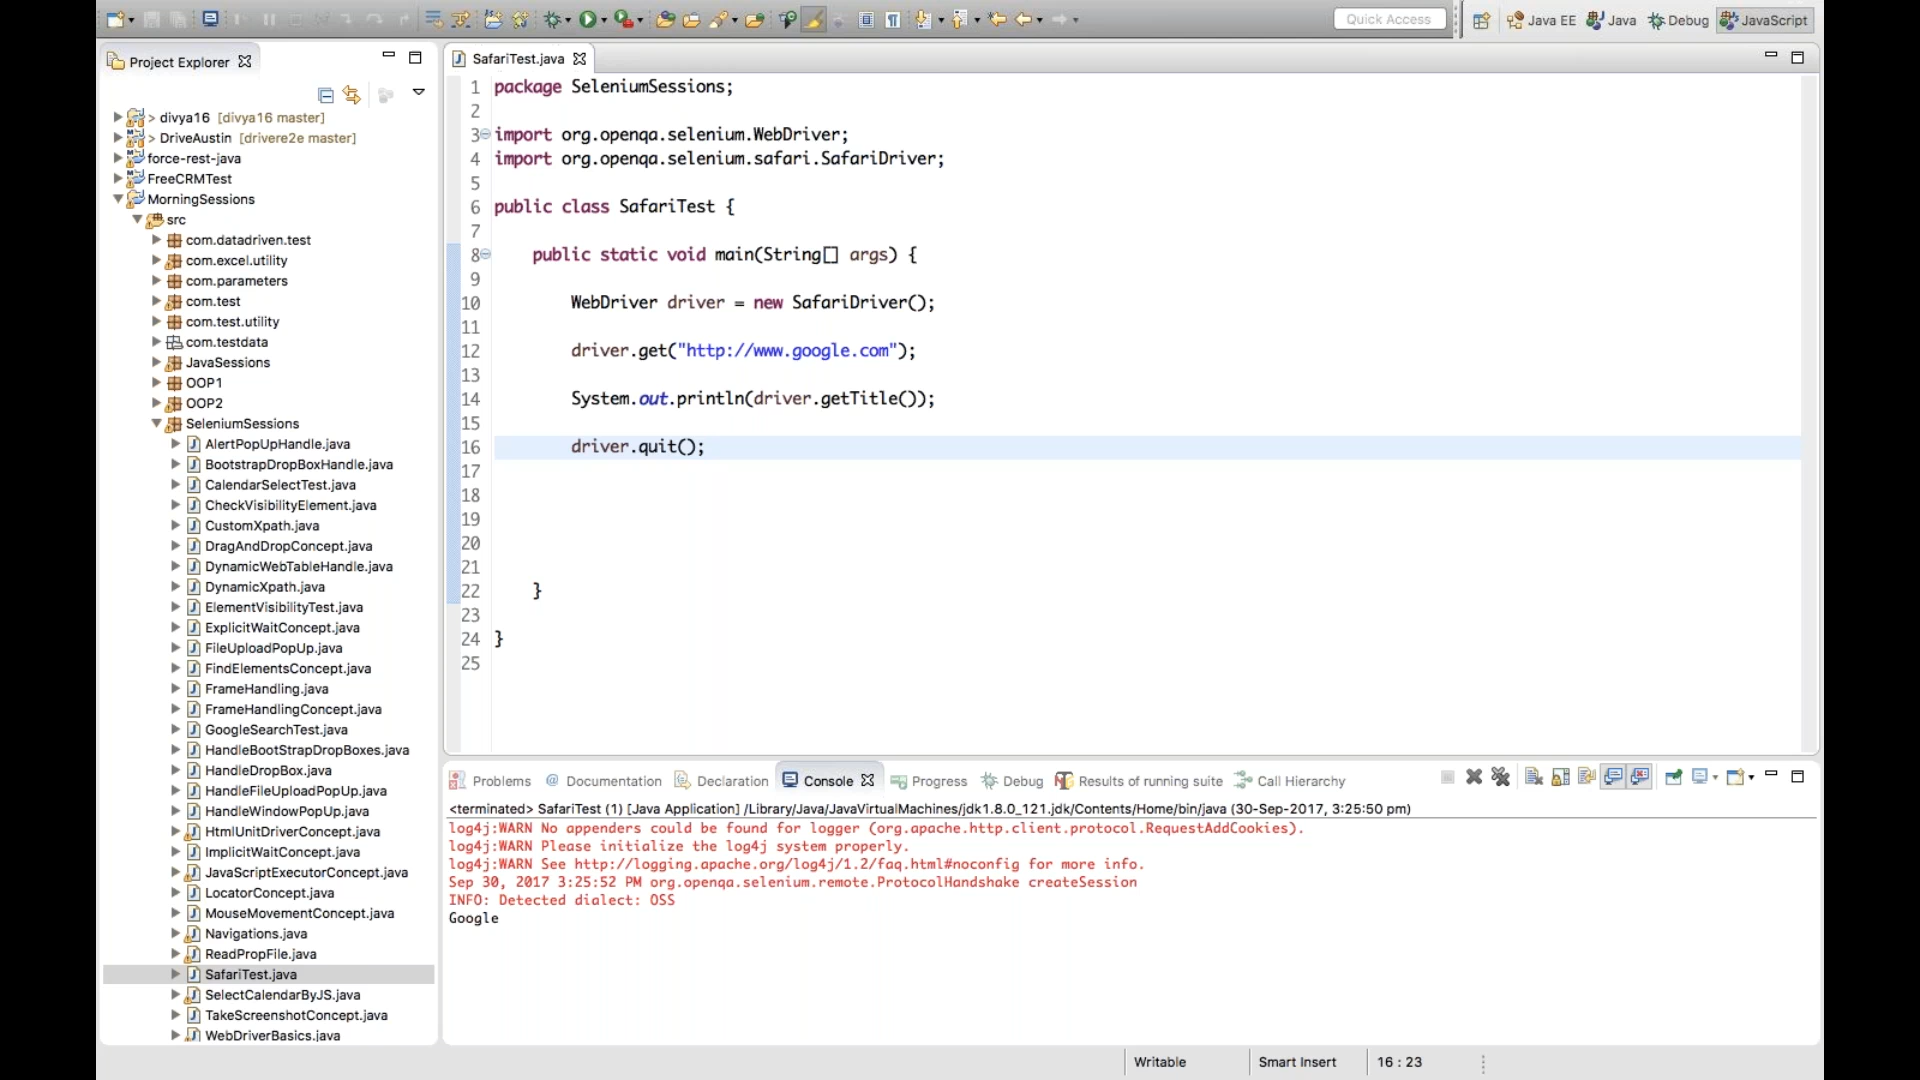 Quick Access
Java EE
Java
Debug
JavaScript
Project Explorer
> divya16 [divya16 master]
> DriveAustin [drivere2e master]
force-rest-java
FreeCRMTest
MorningSessions
src
com.datadriven.test
com.excel.utility
com.parameters
com.test
com.test.utility
com.testdata
JavaSessions
OOP1
OOP2
SeleniumSessions
AlertPopUpHandle.java
BootstrapDropBoxHandle.java
CalendarSelectTest.java
CheckVisibilityElement.java
CustomXpath.java
DragAndDropConcept.java
DynamicWebTableHandle.java
DynamicXpath.java
ElementVisibilityTest.java
ExplicitWaitConcept.java
FileUploadPopUp.java
FindElementsConcept.java
FrameHandling.java
FrameHandlingConcept.java
GoogleSearchTest.java
HandleBootStrapDropBoxes.java
HandleDropBox.java
HandleFileUploadPopUp.java
HandleWindowPopUp.java
HtmlUnitDriverConcept.java
ImplicitWaitConcept.java
JavaScriptExecutorConcept.java
LocatorConcept.java
MouseMovementConcept.java
Navigations.java
ReadPropFile.java
SafariTest.java
SelectCalendarByJS.java
TakeScreenshotConcept.java
WebDriverBasics.java
SafariTest.java
1 package SeleniumSessions;
2
3 import org.openqa.selenium.WebDriver;
4 import org.openqa.selenium.safari.SafariDriver;
5
6 public class SafariTest {
7
8 public static void main(String[] args) {
9
10 WebDriver driver = new SafariDriver();
11
12 driver.get("http://www.google.com");
13
14 System.out.println(driver.getTitle());
15
16 driver.quit();
17
18
19
20
21
22 }
23
24 }
25
Problems @ Documentation Declaration Console Progress Debug Results of running suite Call Hierarchy
<terminated> SafariTest (1) [Java Application] /Library/Java/JavaVirtualMachines/jdk1.8.0_121.jdk/Contents/Home/bin/java (30-Sep-2017, 3:25:50 pm)
log4j:WARN No appenders could be found for logger (org.apache.http.client.protocol.RequestAddCookies).
log4j:WARN Please initialize the log4j system properly.
log4j:WARN See http://logging.apache.org/log4j/1.2/faq.html#noconfig for more info.
Sep 30, 2017 3:25:52 PM org.openqa.selenium.remote.ProtocolHandshake createSession
INFO: Detected dialect: OSS
Google
Writable
Smart Insert
16 : 23